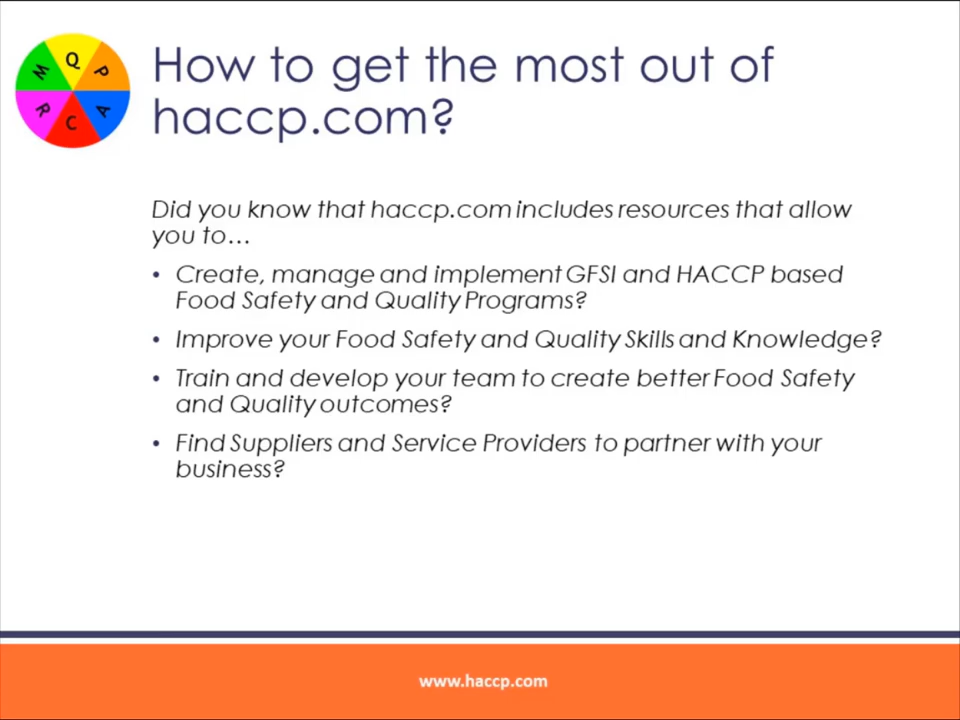 Q
M
P
R
A
C
How to get the most out of
haccp.com?
Did you know that haccp.com includes resources that allow
you to…
• Create, manage and implement GFSI and HACCP based
Food Safety and Quality Programs?
• Improve your Food Safety and Quality Skills and Knowledge?
• Train and develop your team to create better Food Safety
and Quality outcomes?
• Find Suppliers and Service Providers to partner with your
business?
www.haccp.com